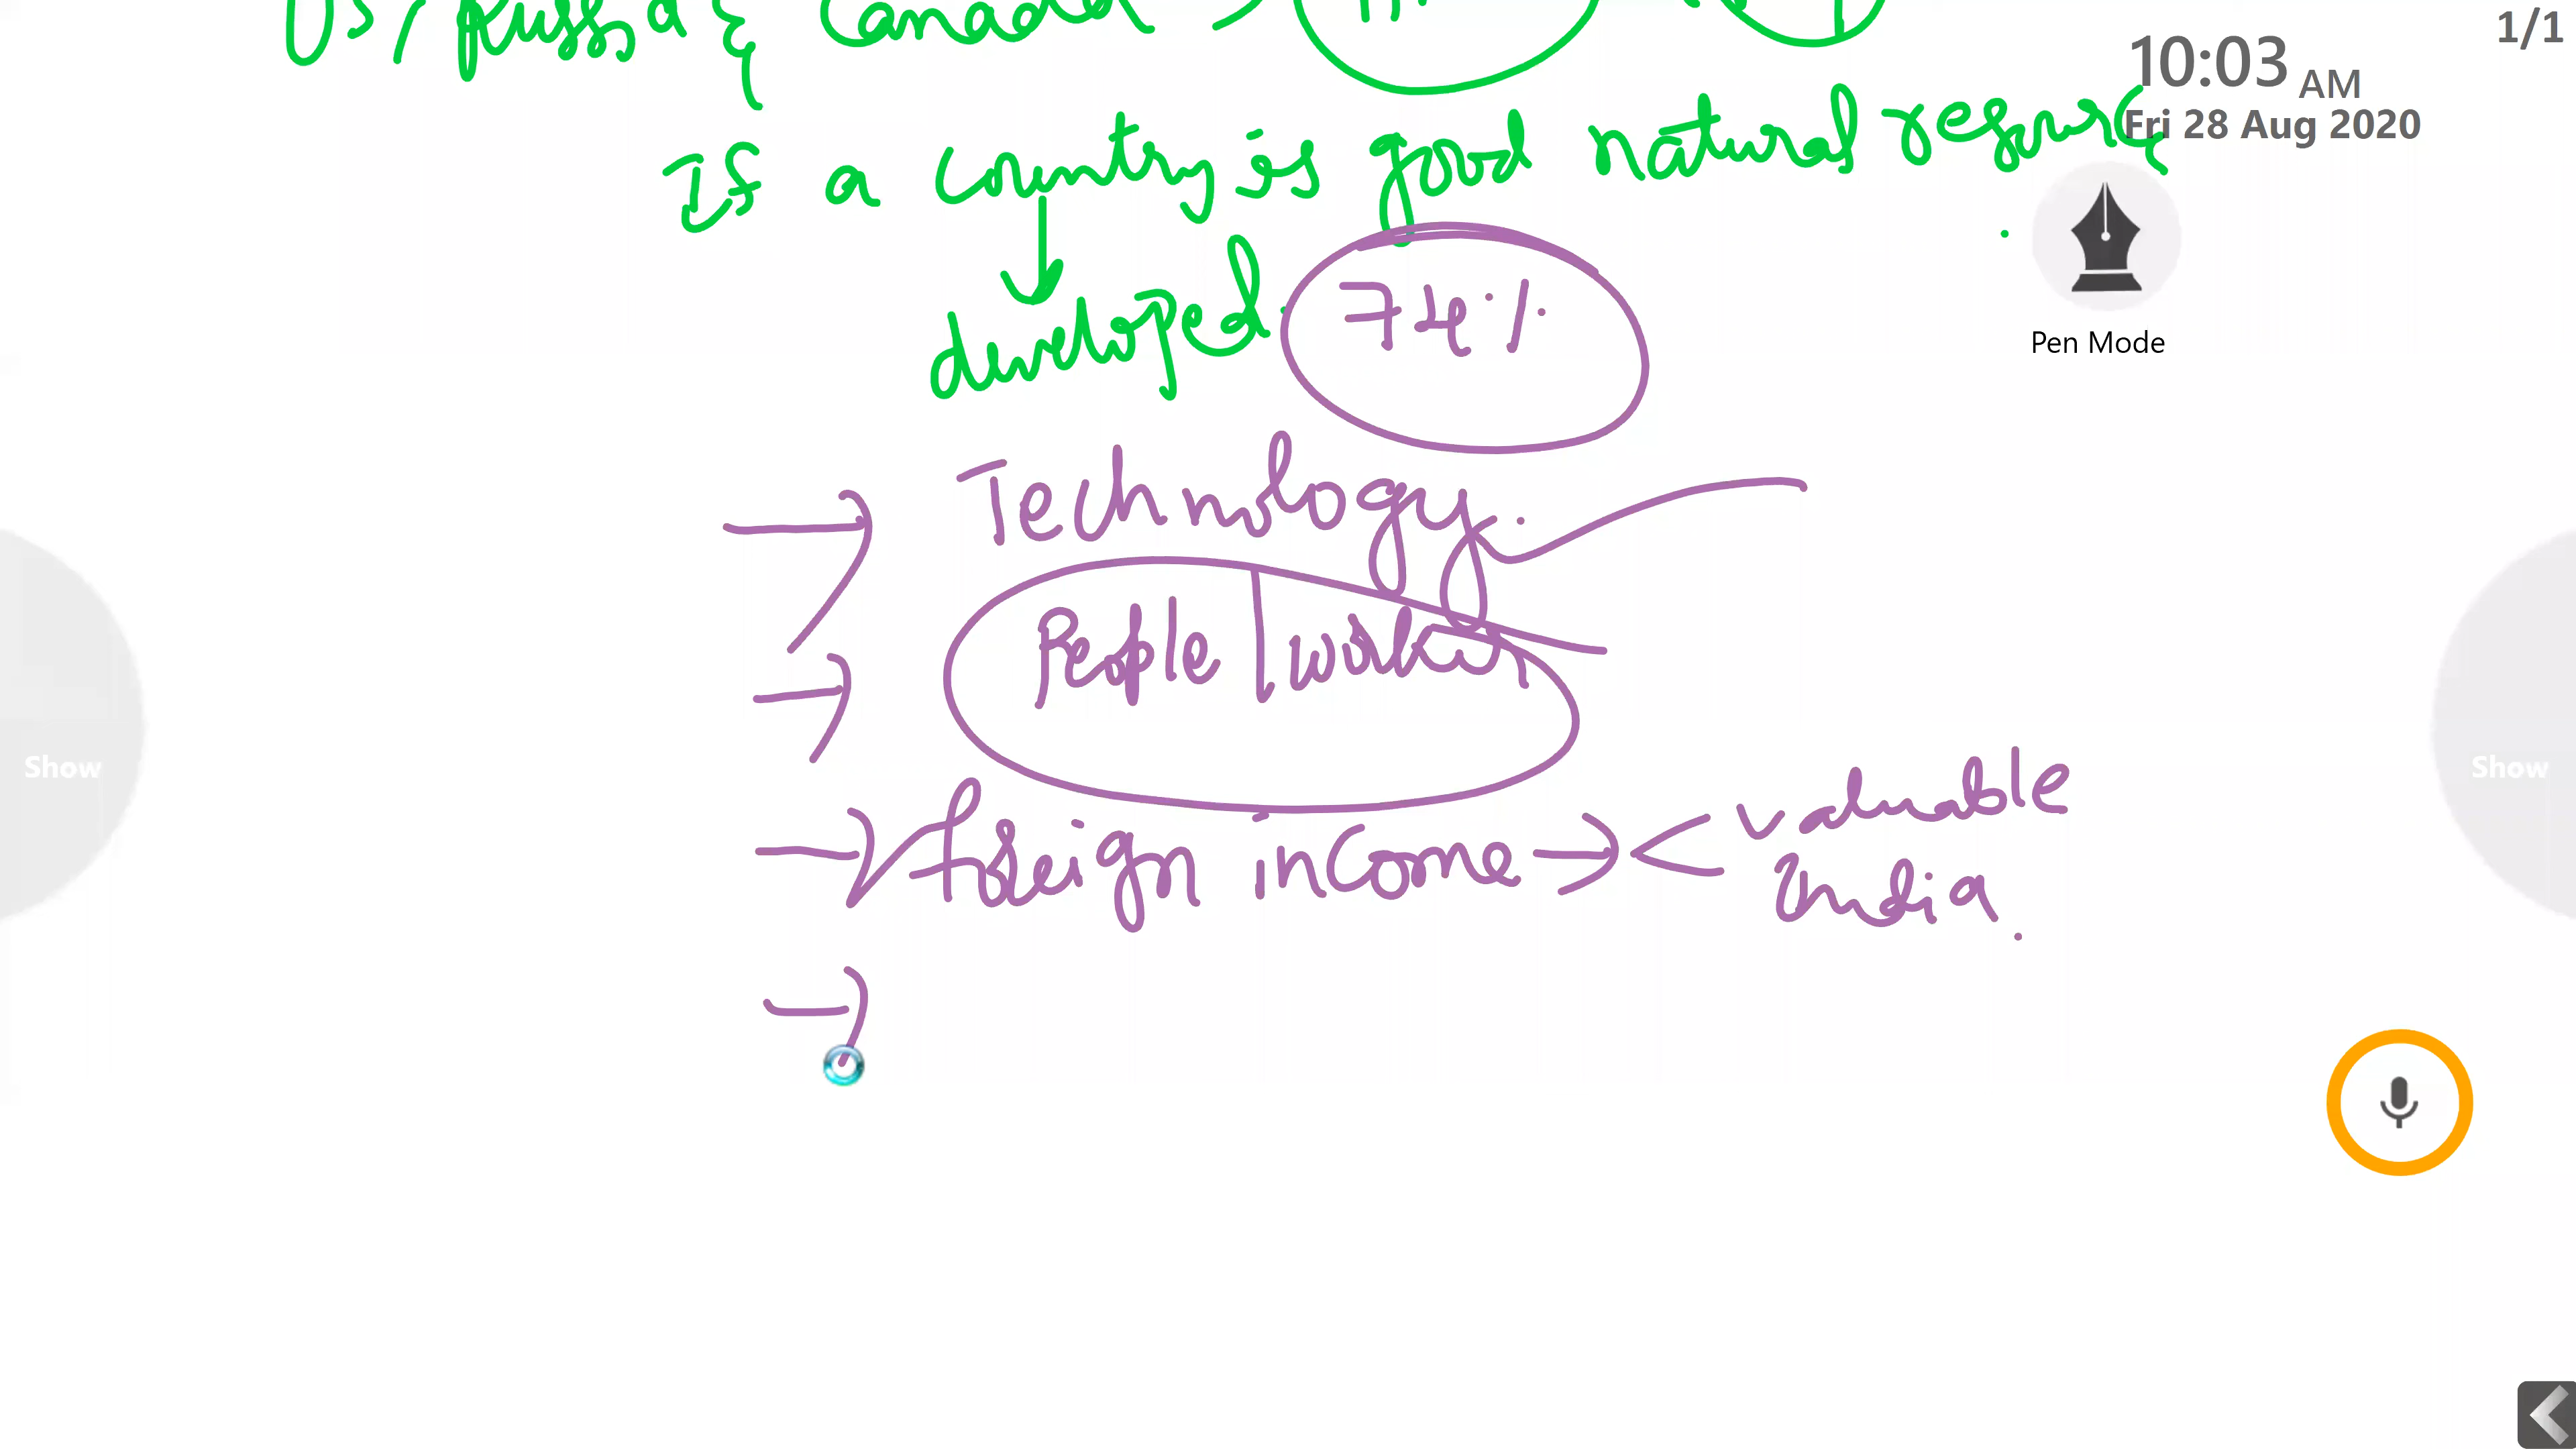 US / Russia & Canada
1/1
10:03 AM
Fri 28 Aug 2020
If a country is good natural resource
Pen Mode
developed.
74%
Technology.
People / worker
Show
Show
foreign income → < valuable
India.